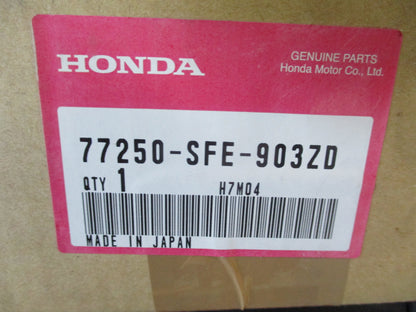 HONDA
GENUINE PARTS
Honda Motor Co., Ltd.
77250-SFE-903ZD
QTY 1 H7M04
MADE IN JAPAN